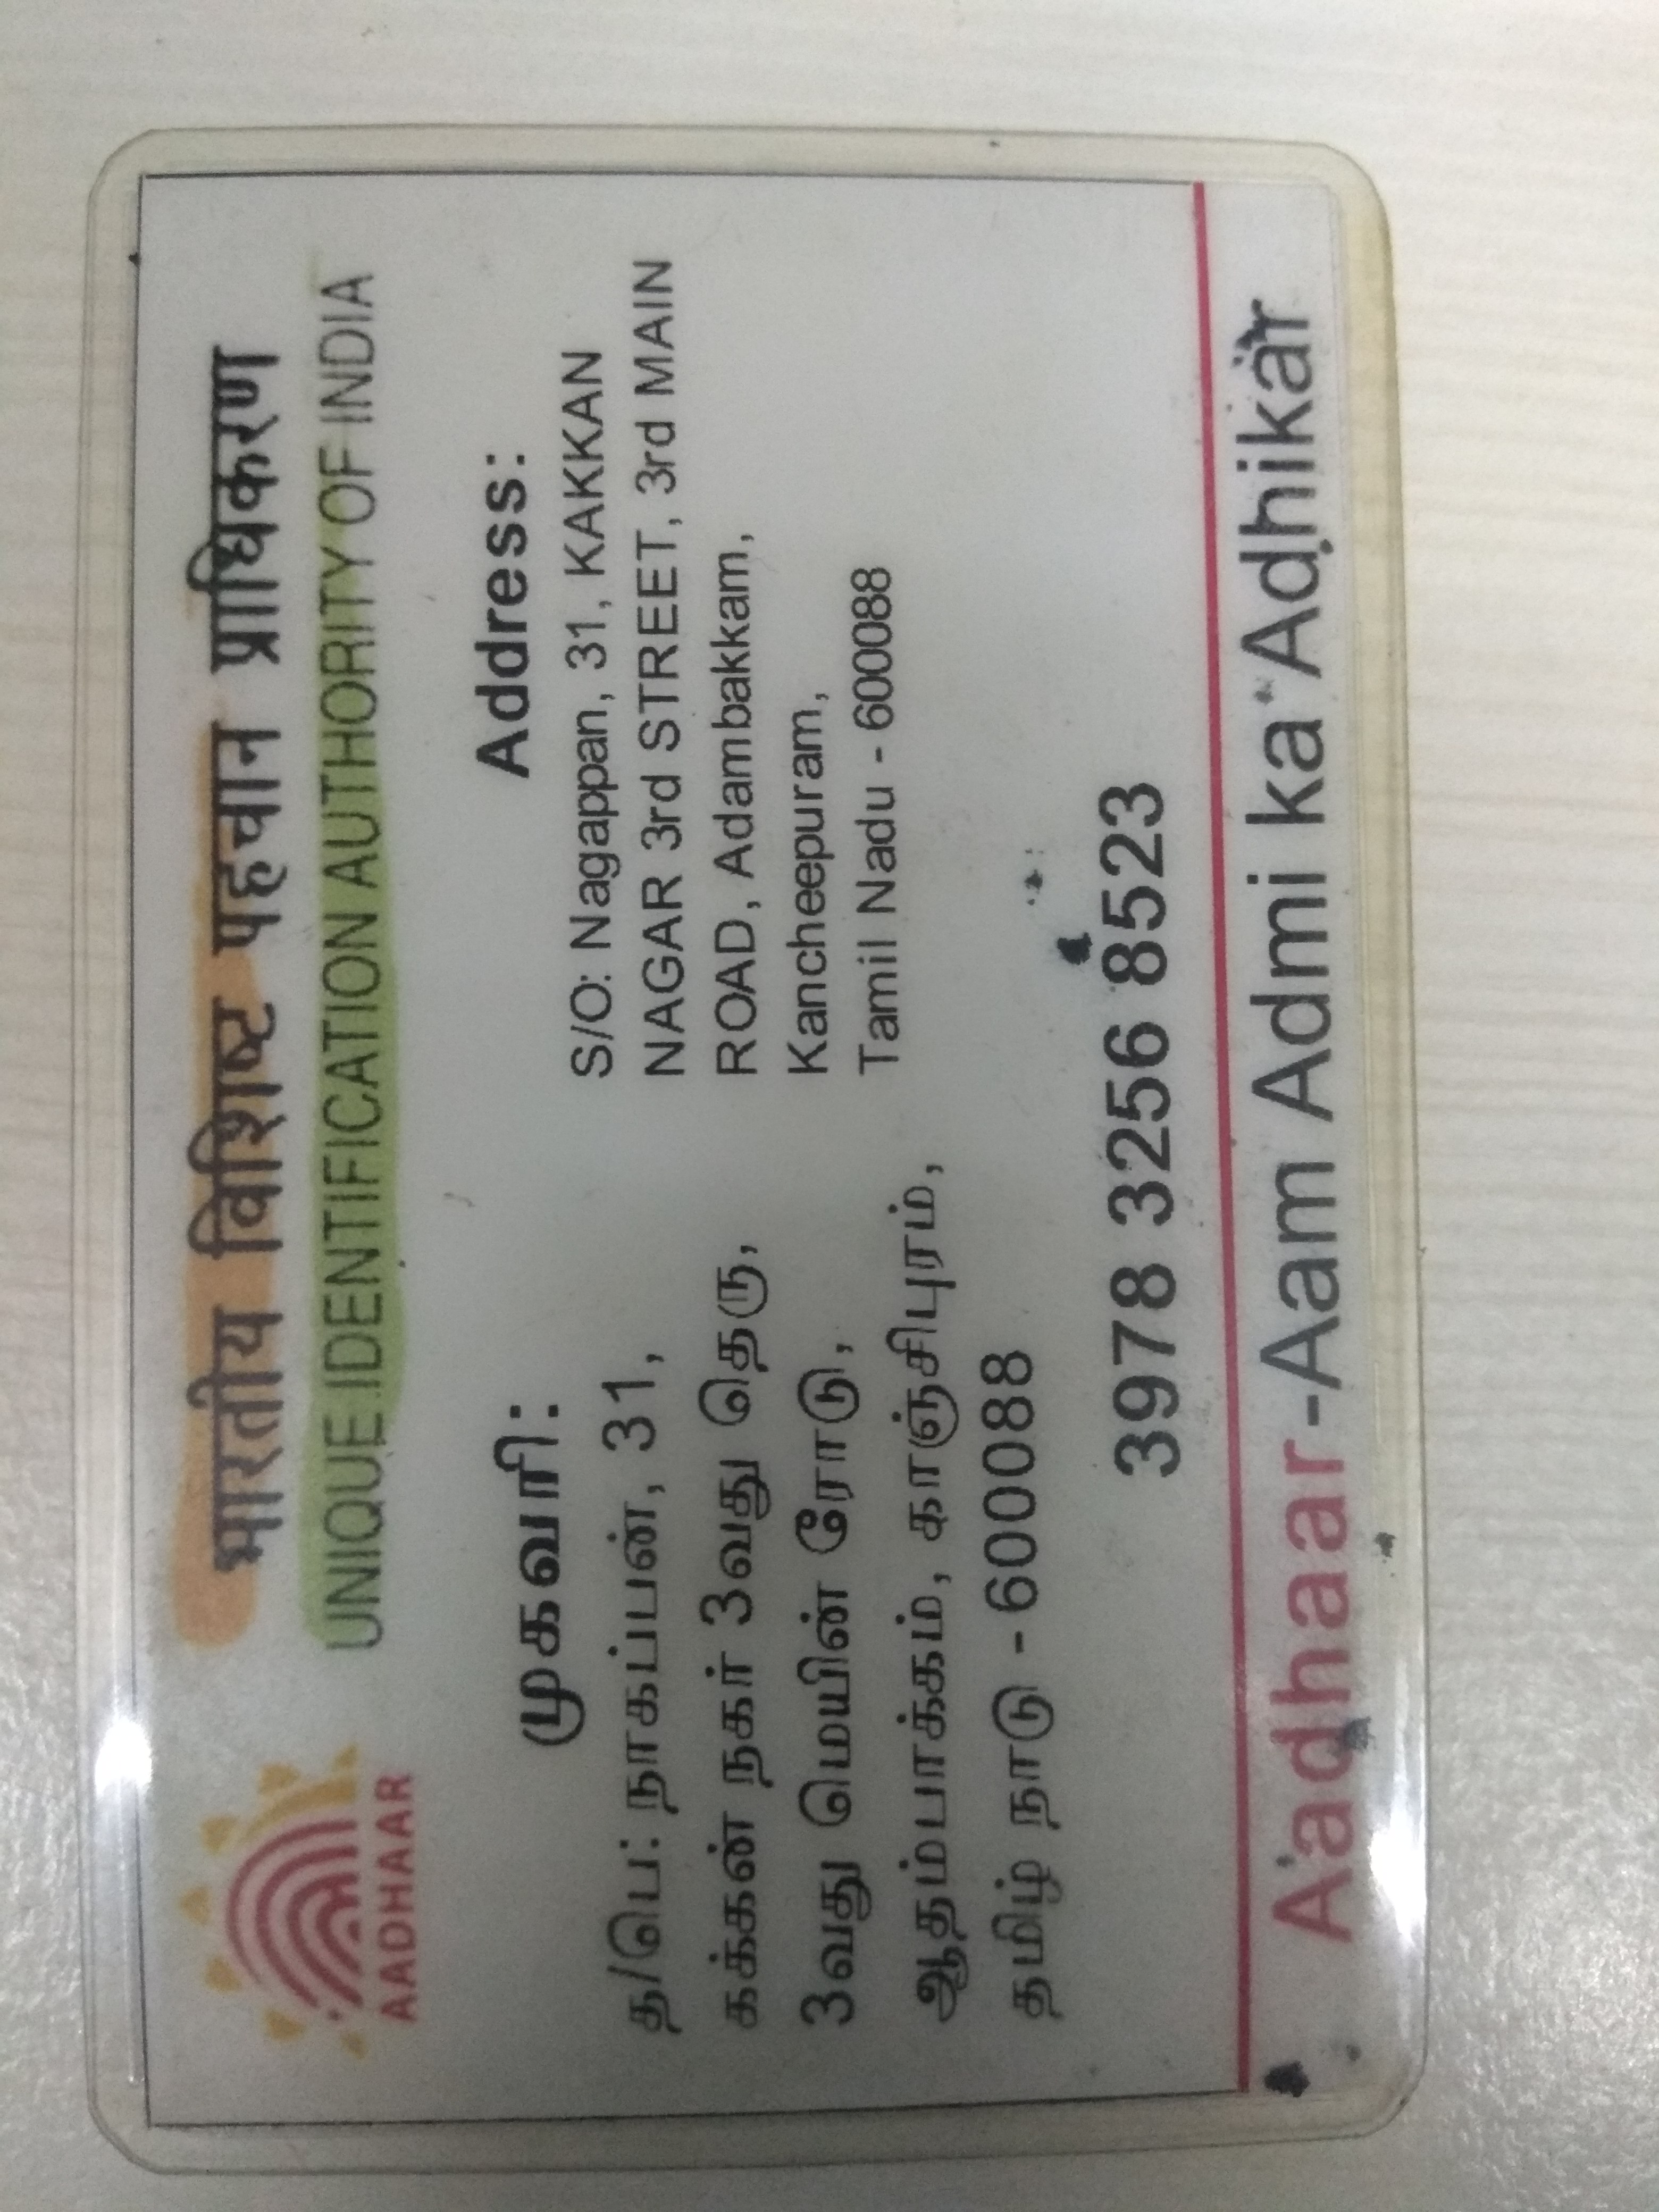 भारतीय विशिष्ट पहचान प्राधिकरण
UNIQUE IDENTIFICATION AUTHORITY OF INDIA
AADHAAR
முகவரி:
த/பெ: நாகப்பன், 31,
கக்கன் நகர் 3வது தெரு,
3வது மெயின் ரோடு,
ஆதம்பாக்கம், காஞ்சிபுரம்,
தமிழ் நாடு - 600088
Address:
S/O: Nagappan, 31, KAKKAN
NAGAR 3rd STREET, 3rd MAIN
ROAD, Adambakkam,
Kancheepuram,
Tamil Nadu - 600088
3978 3256 8523
Aadhaar-Aam Admi ka Adhikar